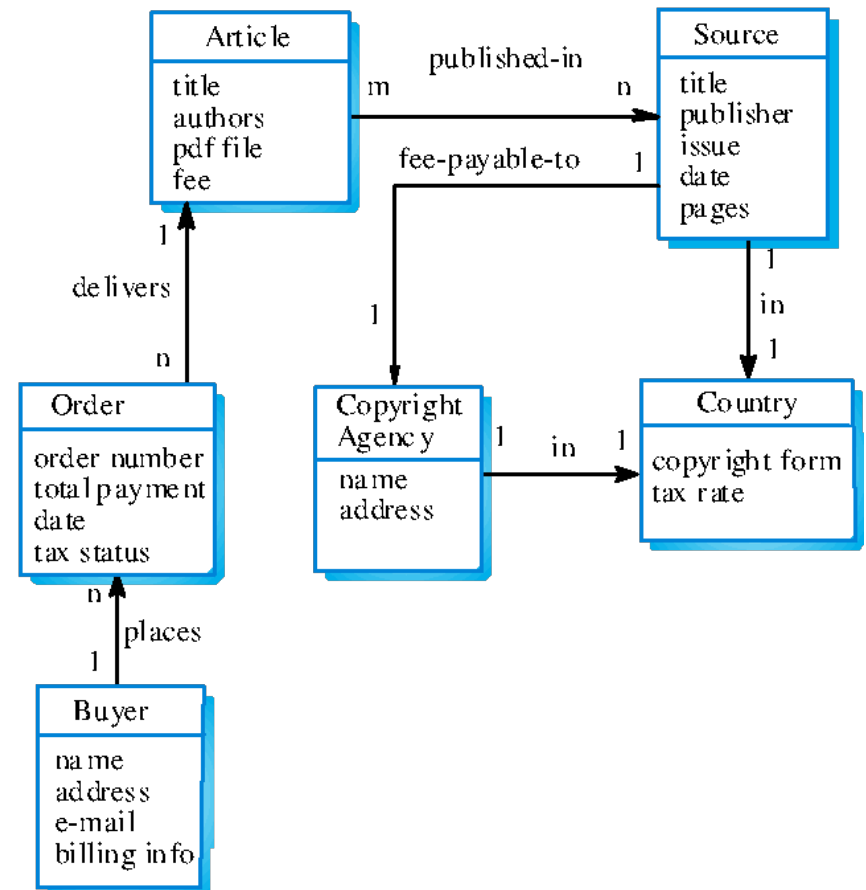 Article
title
authors
pdf file
fee
published-in
m
n
Source
title
publisher
issue
date
pages
fee-payable-to
1
1
1
delivers
n
1
in
1
Order
order number
total payment
date
tax status
Copyright
Agency
name
address
1
in
1
Country
copyright form
tax rate
n
places
1
Buyer
name
address
e-mail
billing info